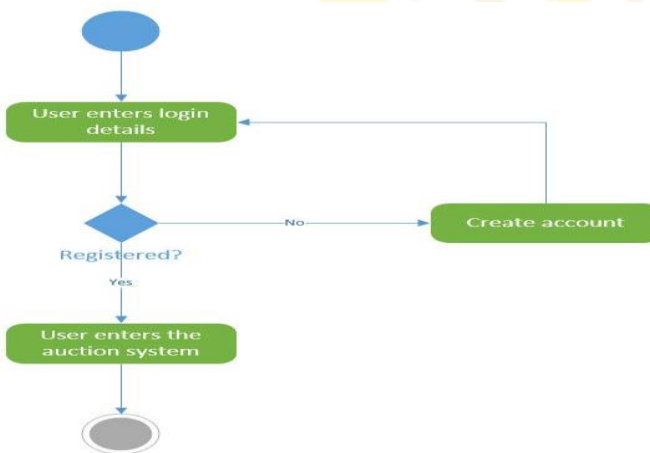 User enters login
details
No
Create account
Registered?
Yes
User enters the
auction system